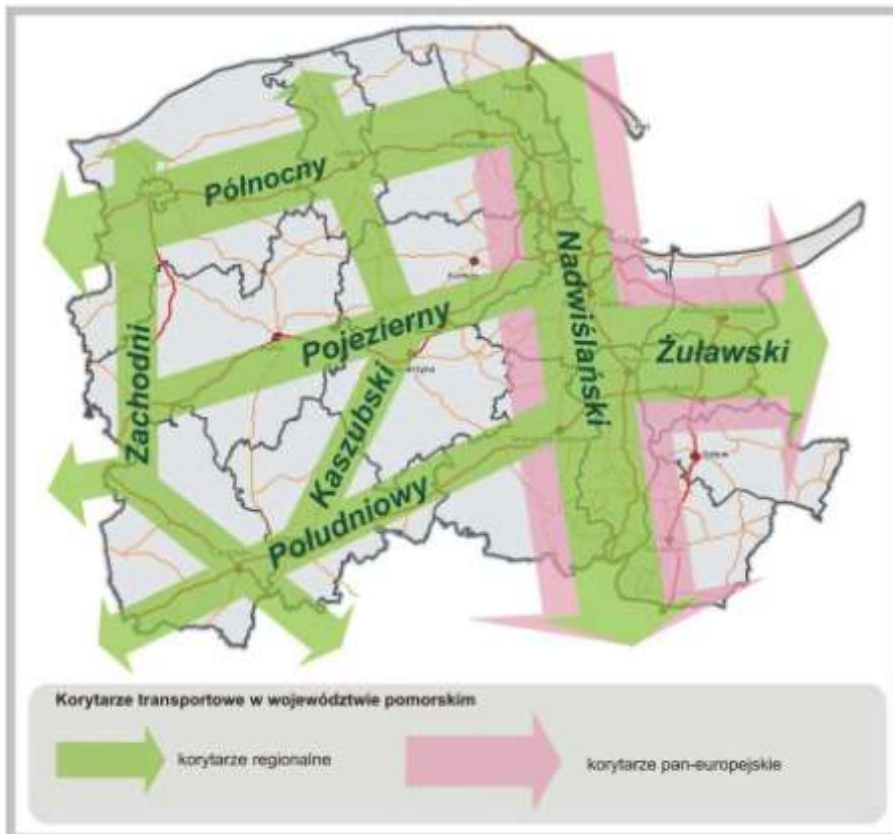 Północny
Nadwiślański
Zachodni
Pojezierny
Żuławski
Kaszubski
Południowy
Korytarze transportowe w województwie pomorskim
korytarze regionalne
korytarze pan-europejskie